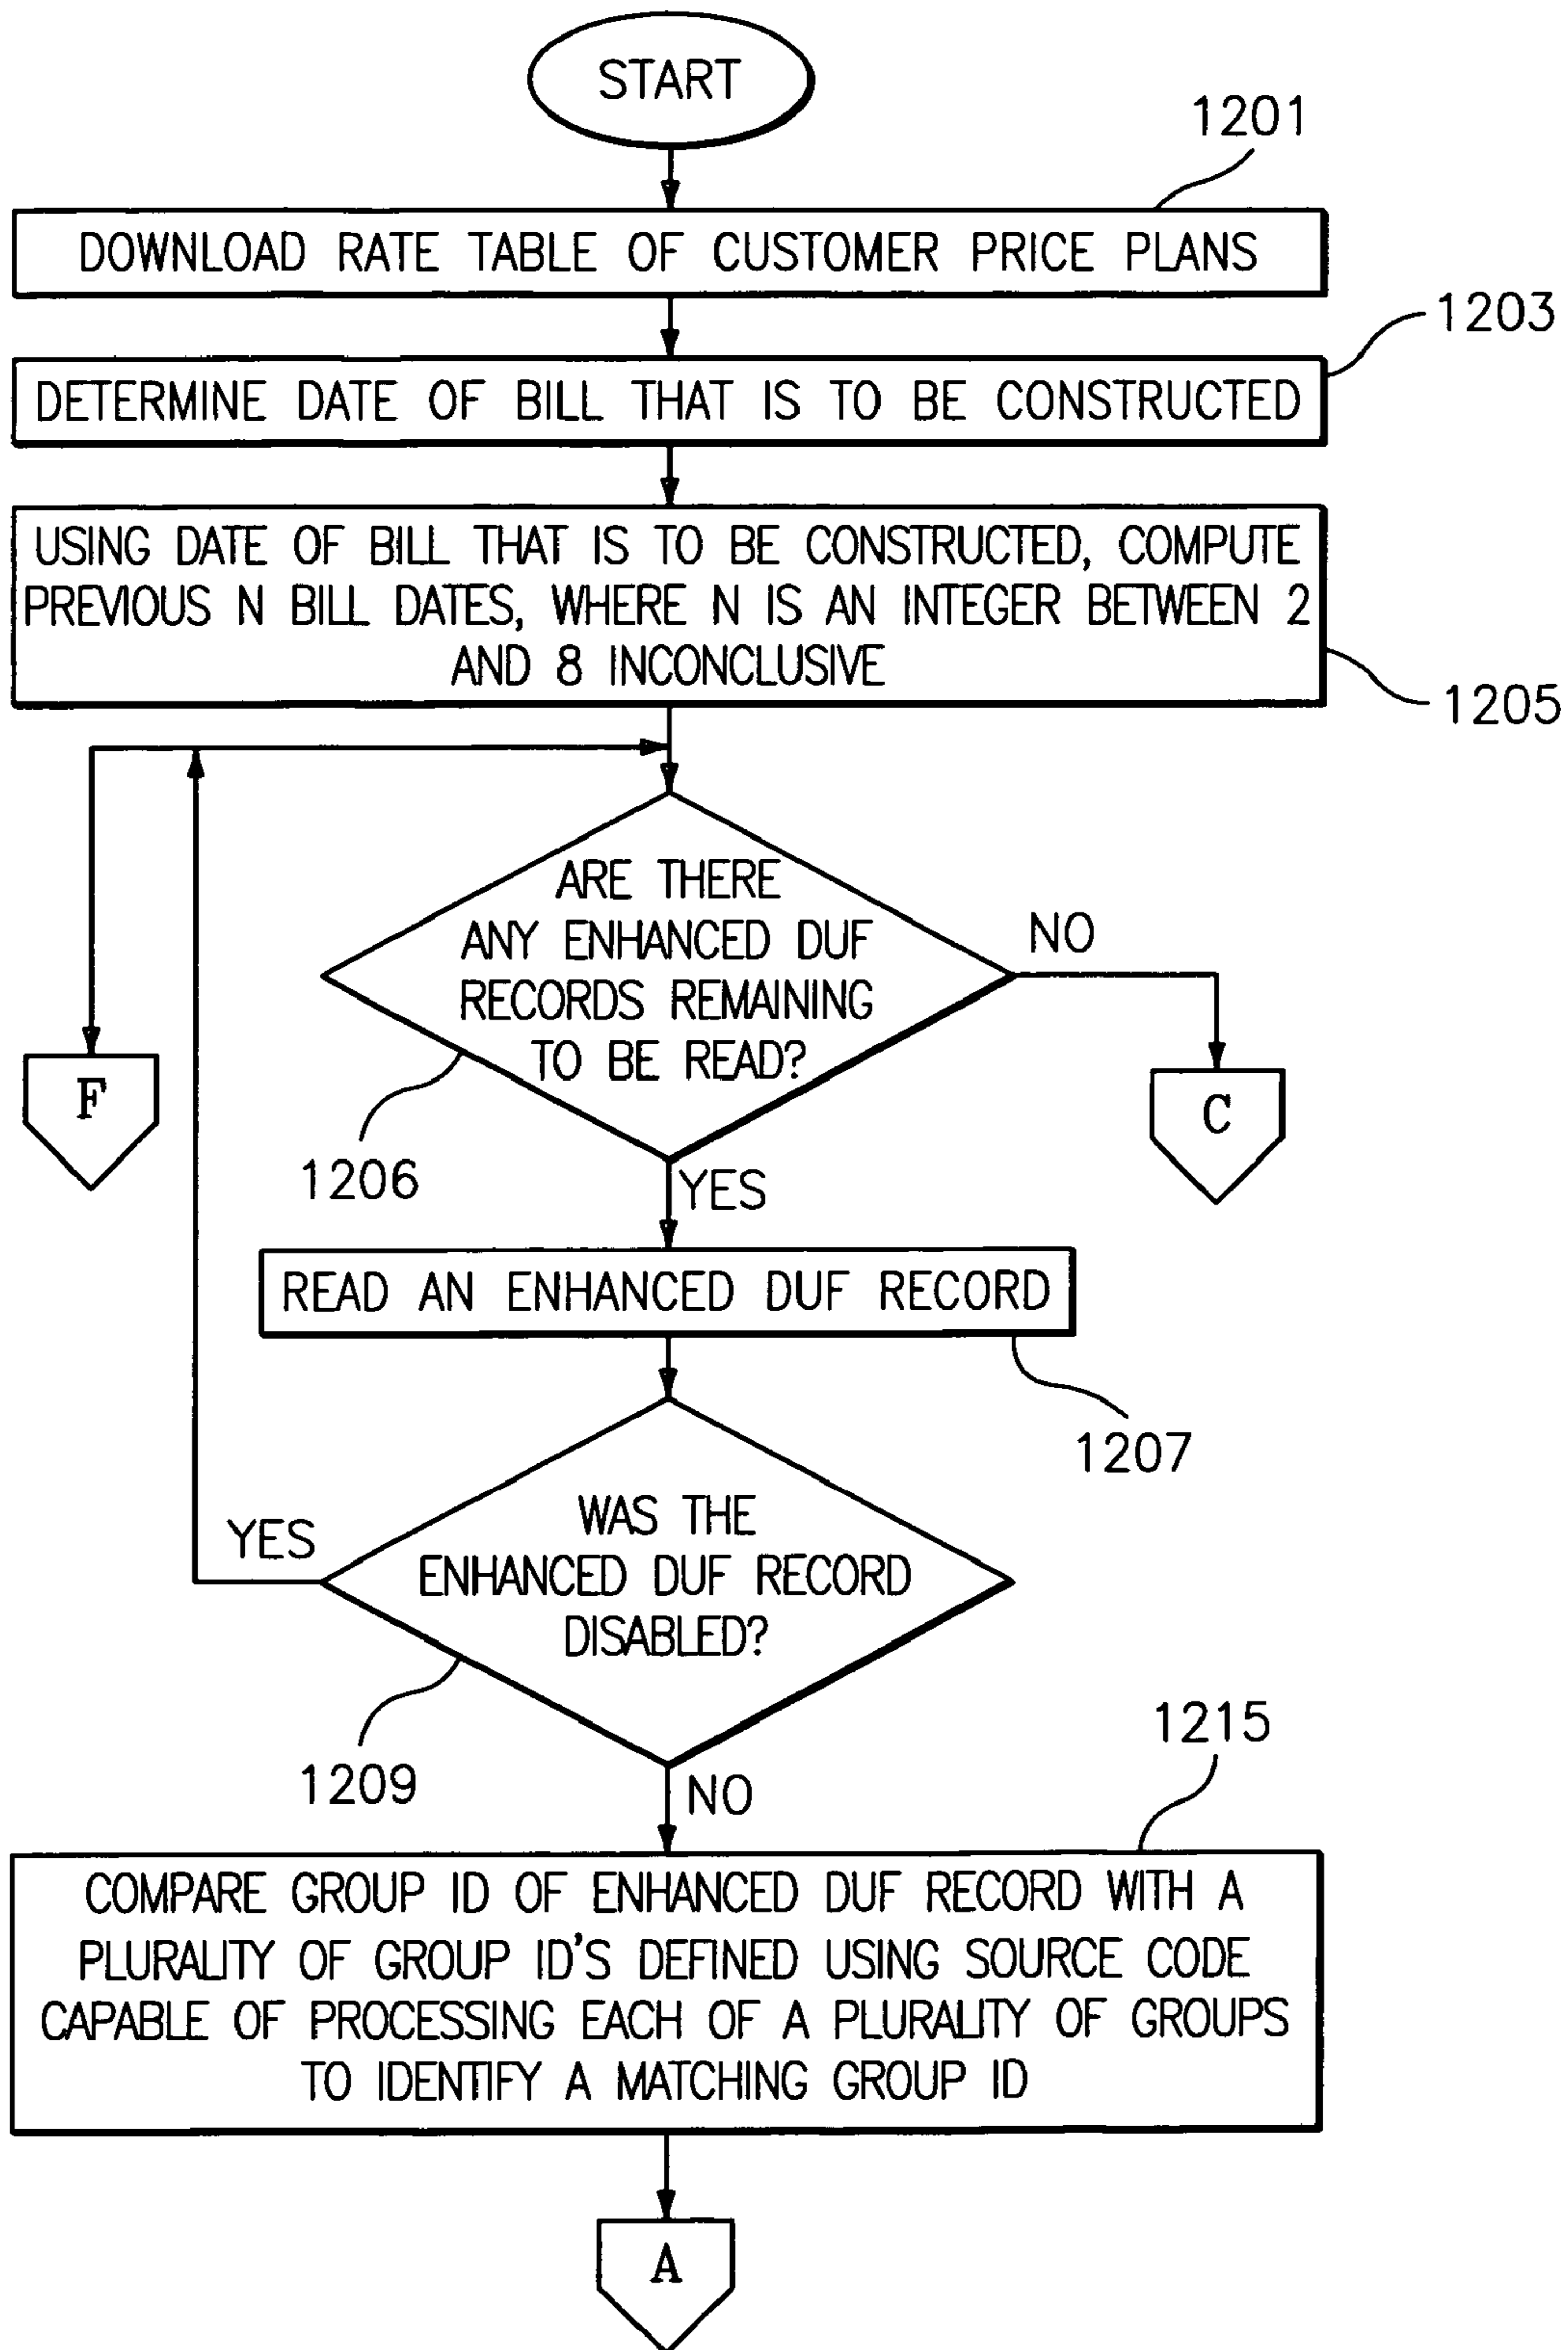 START
1201
DOWNLOAD RATE TABLE OF CUSTOMER PRICE PLANS
1203
DETERMINE DATE OF BILL THAT IS TO BE CONSTRUCTED
USING DATE OF BILL THAT IS TO BE CONSTRUCTED, COMPUTE
PREVIOUS N BILL DATES, WHERE N IS AN INTEGER BETWEEN 2
AND 8 INCONCLUSIVE
1205
ARE THERE
ANY ENHANCED DUF
RECORDS REMAINING
TO BE READ?
NO
F
C
1206
YES
READ AN ENHANCED DUF RECORD
1207
WAS THE
ENHANCED DUF RECORD
DISABLED?
YES
1209
NO
1215
COMPARE GROUP ID OF ENHANCED DUF RECORD WITH A
PLURALITY OF GROUP ID'S DEFINED USING SOURCE CODE
CAPABLE OF PROCESSING EACH OF A PLURALITY OF GROUPS
TO IDENTIFY A MATCHING GROUP ID
A